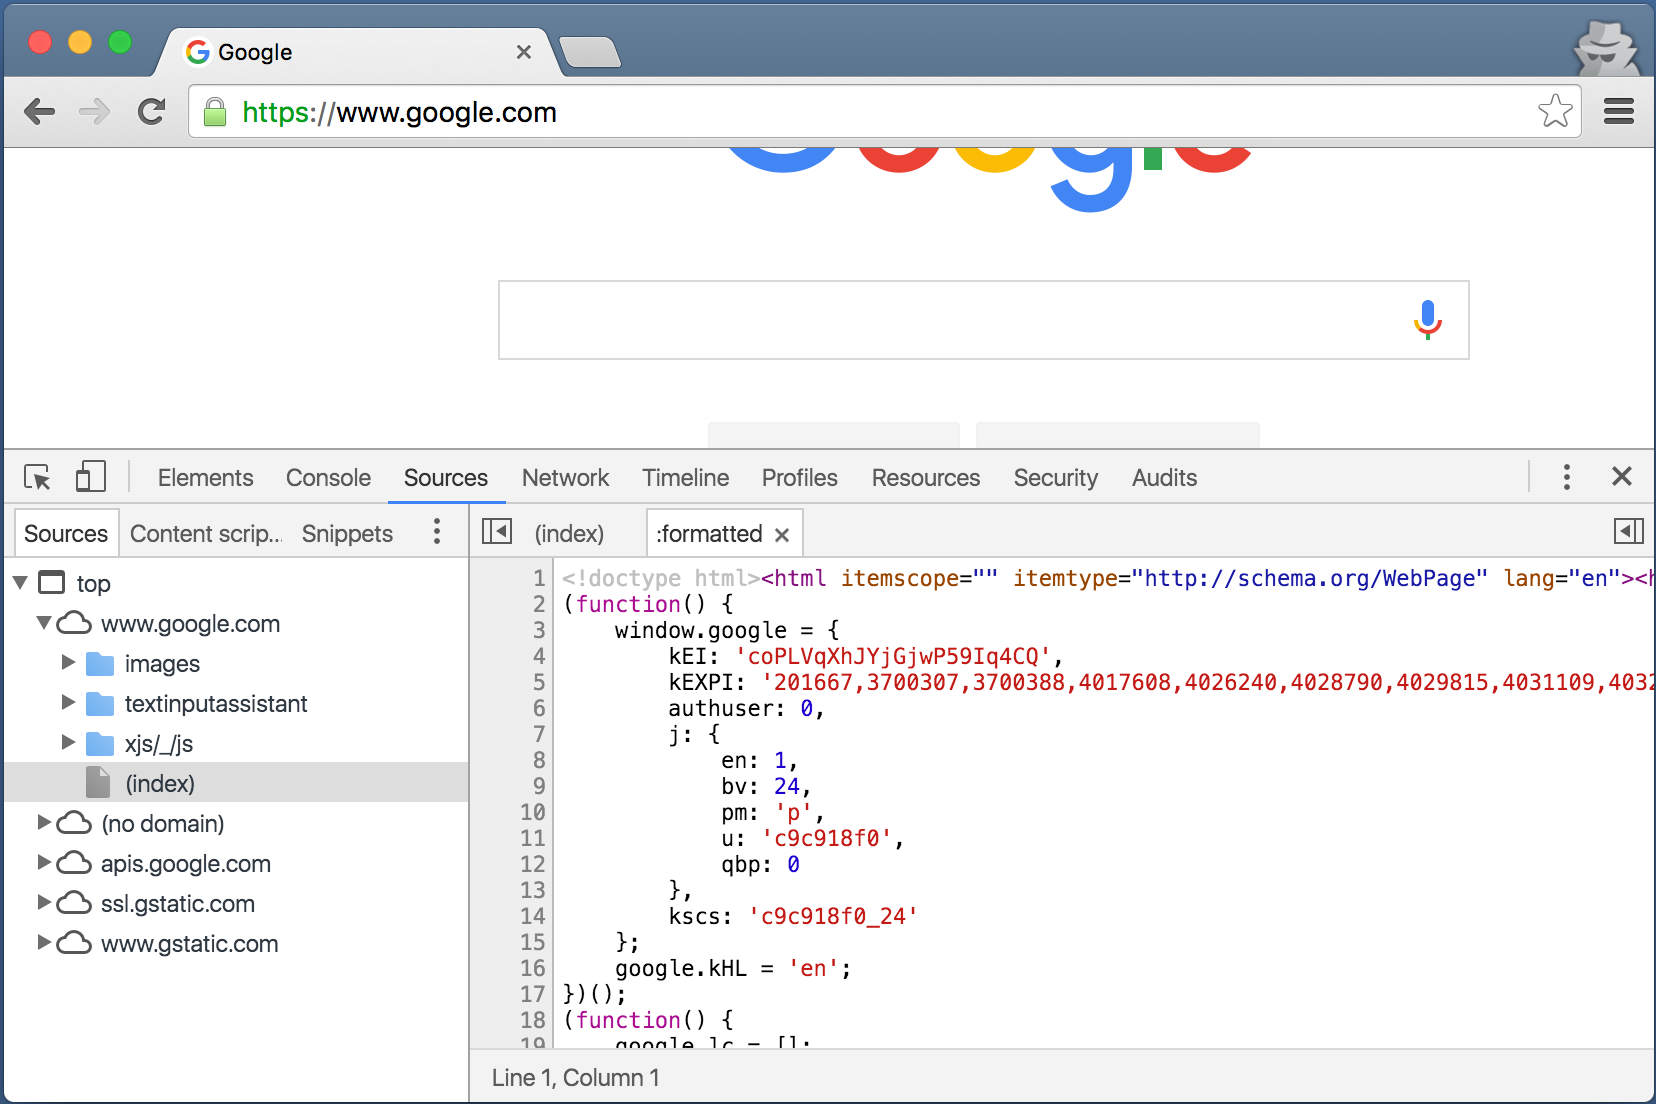 Google
https://www.google.com
Google
Elements Console Sources Network Timeline Profiles Resources Security Audits
Sources Content scrip... Snippets
(index) :formatted
top
www.google.com
images
textinputassistant
xjs/_/js
(index)
(no domain)
apis.google.com
ssl.gstatic.com
www.gstatic.com
1 <!doctype html><html itemscope="" itemtype="http://schema.org/WebPage" lang="en"><h
2 (function() {
3 window.google = {
4 kEI: 'coPLVqXhJYjGjwP59Iq4CQ',
5 kEXPI: '201667,3700307,3700388,4017608,4026240,4028790,4029815,4031109,4032
6 authuser: 0,
7 j: {
8 en: 1,
9 bv: 24,
10 pm: 'p',
11 u: 'c9c918f0',
12 qbp: 0
13 },
14 kscs: 'c9c918f0_24'
15 };
16 google.kHL = 'en';
17 })();
18 (function() {
19 google.lc = [];
Line 1, Column 1